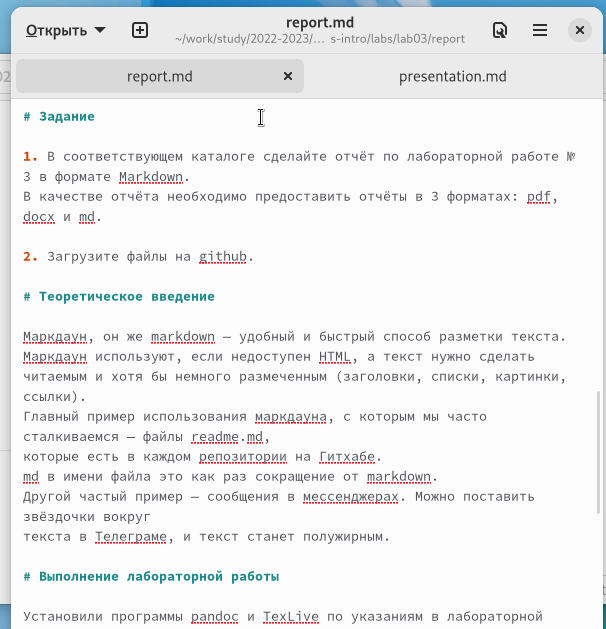 Открыть
report.md
~/work/study/2022-2023/… s-intro/labs/lab03/report
report.md
presentation.md
# Задание
1. В соответствующем каталоге сделайте отчёт по лабораторной работе №
3 в формате Markdown.
В качестве отчёта необходимо предоставить отчёты в 3 форматах: pdf,
docx и md.
2. Загрузите файлы на github.
# Теоретическое введение
Маркдаун, он же markdown — удобный и быстрый способ разметки текста.
Маркдаун используют, если недоступен HTML, а текст нужно сделать
читаемым и хотя бы немного размеченным (заголовки, списки, картинки,
ссылки).
Главный пример использования маркдауна, с которым мы часто
сталкиваемся — файлы readme.md,
которые есть в каждом репозитории на Гитхабе.
md в имени файла это как раз сокращение от markdown.
Другой частый пример — сообщения в мессенджерах. Можно поставить
звёздочки вокруг
текста в Телеграме, и текст станет полужирным.
# Выполнение лабораторной работы
Установили программы pandoc и TexLive по указаниям в лабораторной